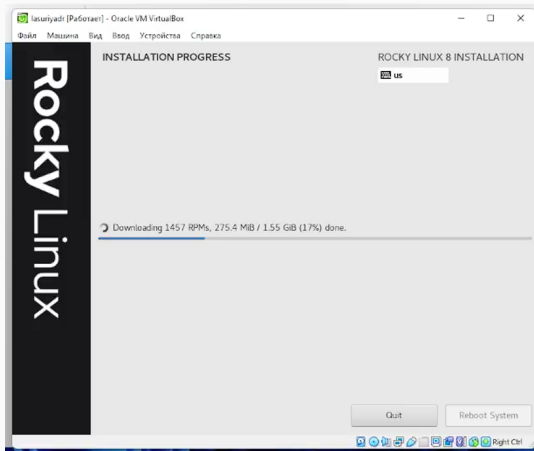 lasuriyadr [Работает] - Oracle VM VirtualBox
Файл Машина Вид Ввод Устройства Справка
Rocky Linux
INSTALLATION PROGRESS
ROCKY LINUX 8 INSTALLATION
us
Downloading 1457 RPMs, 275.4 MiB / 1.55 GiB (17%) done.
Quit
Reboot System
Right Ctrl